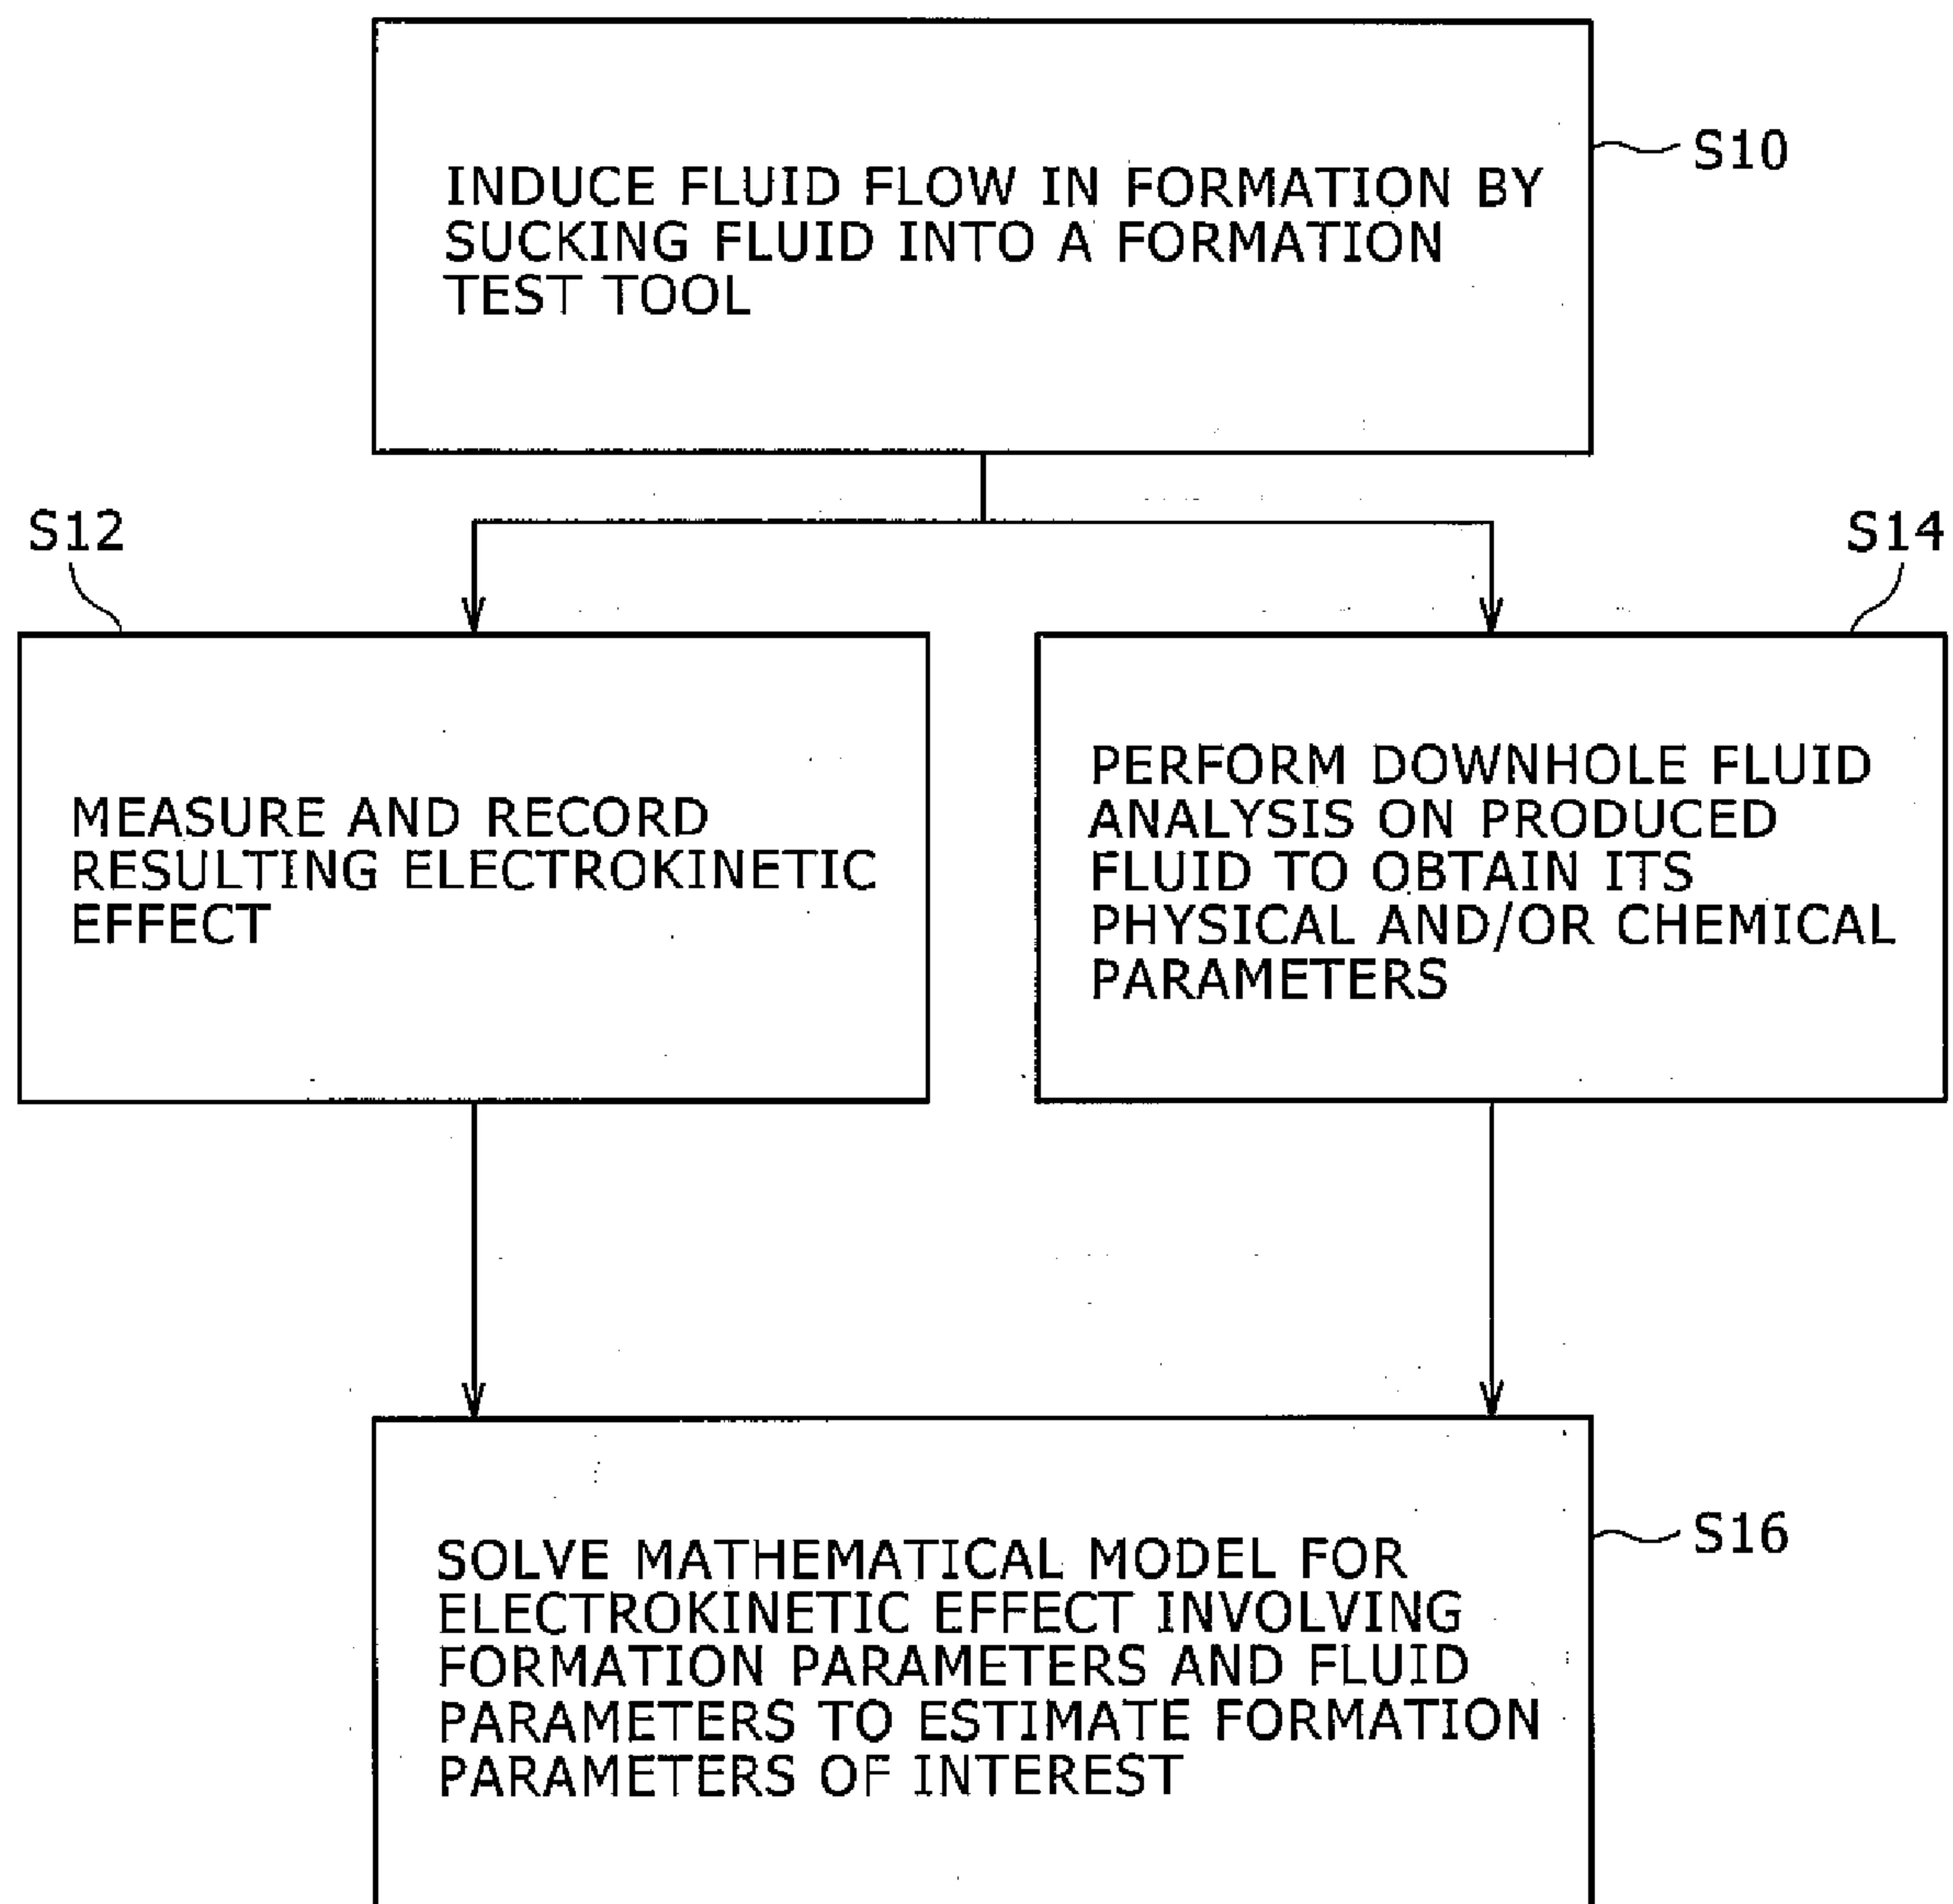 INDUCE FLUID FLOW IN FORMATION BY
SUCKING FLUID INTO A FORMATION
TEST TOOL
S10
S12
S14
MEASURE AND RECORD
RESULTING ELECTROKINETIC
EFFECT
PERFORM DOWNHOLE FLUID
ANALYSIS ON PRODUCED
FLUID TO OBTAIN ITS
PHYSICAL AND/OR CHEMICAL
PARAMETERS
SOLVE MATHEMATICAL MODEL FOR
ELECTROKINETIC EFFECT INVOLVING
FORMATION PARAMETERS AND FLUID
PARAMETERS TO ESTIMATE FORMATION
PARAMETERS OF INTEREST
S16